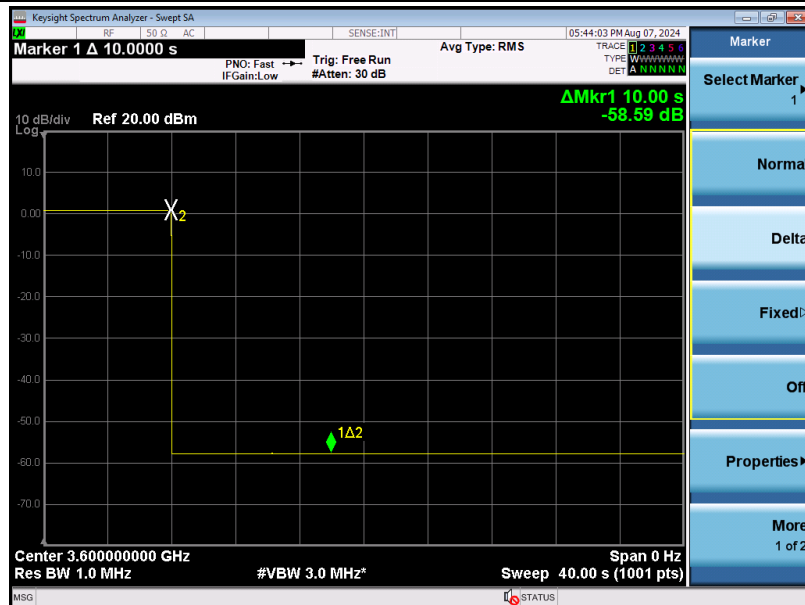 Keysight Spectrum Analyzer - Swept SA
LXI RF 50 Ω AC SENSE:INT 05:44:03 PM Aug 07, 2024
Marker 1 Δ 10.0000 s
PNO: Fast
IFGain:Low
Trig: Free Run
#Atten: 30 dB
Avg Type: RMS
TRACE 1 2 3 4 5 6
TYPE WWWWWW
DET A N N N N N
ΔMkr1 10.00 s
-58.59 dB
10 dB/div Ref 20.00 dBm
Log
10.0
0.00
-10.0
-20.0
-30.0
-40.0
-50.0
-60.0
-70.0
2
1Δ2
Center 3.600000000 GHz Span 0 Hz
Res BW 1.0 MHz #VBW 3.0 MHz* Sweep 40.00 s (1001 pts)
MSG STATUS
Marker
Select Marker
1
Norma
Delta
Fixed
Off
Properties
More
1 of 2